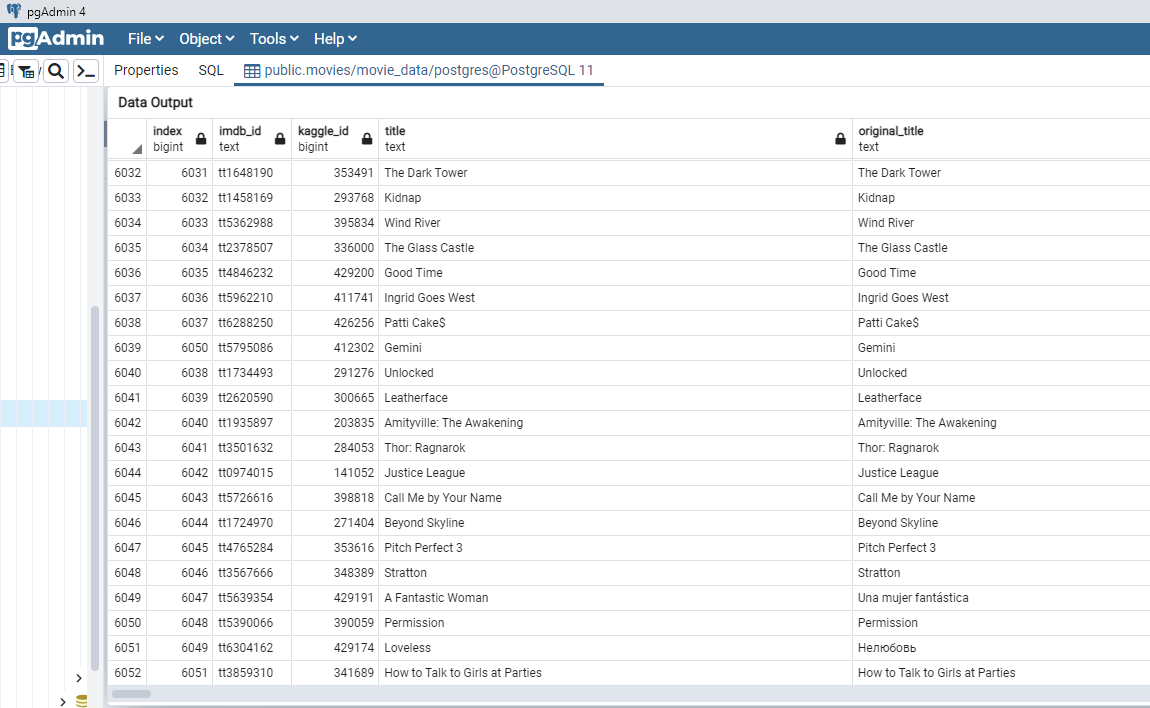 pgAdmin 4
pgAdmin File Object Tools Help
Properties SQL public.movies/movie_data/postgres@PostgreSQL 11
Data Output
index imdb_id kaggle_id title original_title
bigint text bigint text text
6032 6031 tt1648190 353491 The Dark Tower The Dark Tower
6033 6032 tt1458169 293768 Kidnap Kidnap
6034 6033 tt5362988 395834 Wind River Wind River
6035 6034 tt2378507 336000 The Glass Castle The Glass Castle
6036 6035 tt4846232 429200 Good Time Good Time
6037 6036 tt5962210 411741 Ingrid Goes West Ingrid Goes West
6038 6037 tt6288250 426256 Patti Cake$ Patti Cake$
6039 6050 tt5795086 412302 Gemini Gemini
6040 6038 tt1734493 291276 Unlocked Unlocked
6041 6039 tt2620590 300665 Leatherface Leatherface
6042 6040 tt1935897 203835 Amityville: The Awakening Amityville: The Awakening
6043 6041 tt3501632 284053 Thor: Ragnarok Thor: Ragnarok
6044 6042 tt0974015 141052 Justice League Justice League
6045 6043 tt5726616 398818 Call Me by Your Name Call Me by Your Name
6046 6044 tt1724970 271404 Beyond Skyline Beyond Skyline
6047 6045 tt4765284 353616 Pitch Perfect 3 Pitch Perfect 3
6048 6046 tt3567666 348389 Stratton Stratton
6049 6047 tt5639354 429191 A Fantastic Woman Una mujer fantástica
6050 6048 tt5390066 390059 Permission Permission
6051 6049 tt6304162 429174 Loveless Нелюбовь
6052 6051 tt3859310 341689 How to Talk to Girls at Parties How to Talk to Girls at Parties